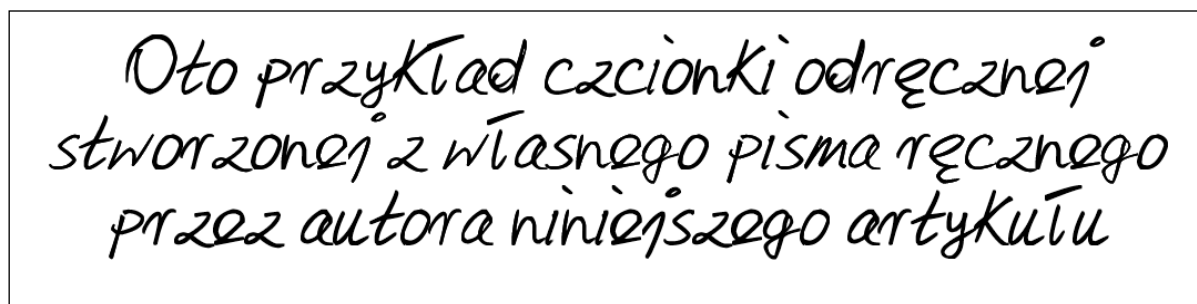 Oto przykład czcionki odręcznej
stworzonej z własnego pisma ręcznego
przez autora niniejszego artykułu